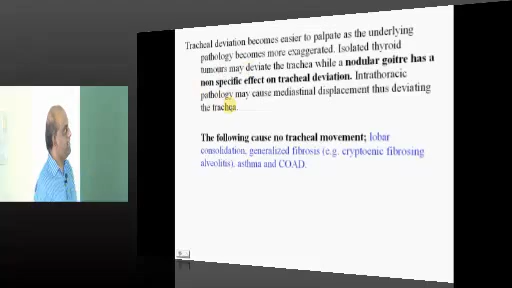 Tracheal deviation becomes easier to palpate as the underlying
pathology becomes more exaggerated. Isolated thyroid
tumours may deviate the trachea while a nodular goitre has a
non specific effect on tracheal deviation. Intrathoracic
pathology may cause mediastinal displacement thus deviating
the trachea.
The following cause no tracheal movement; lobar
consolidation, generalized fibrosis (e.g. cryptoenic fibrosing
alveolitis), asthma and COAD.